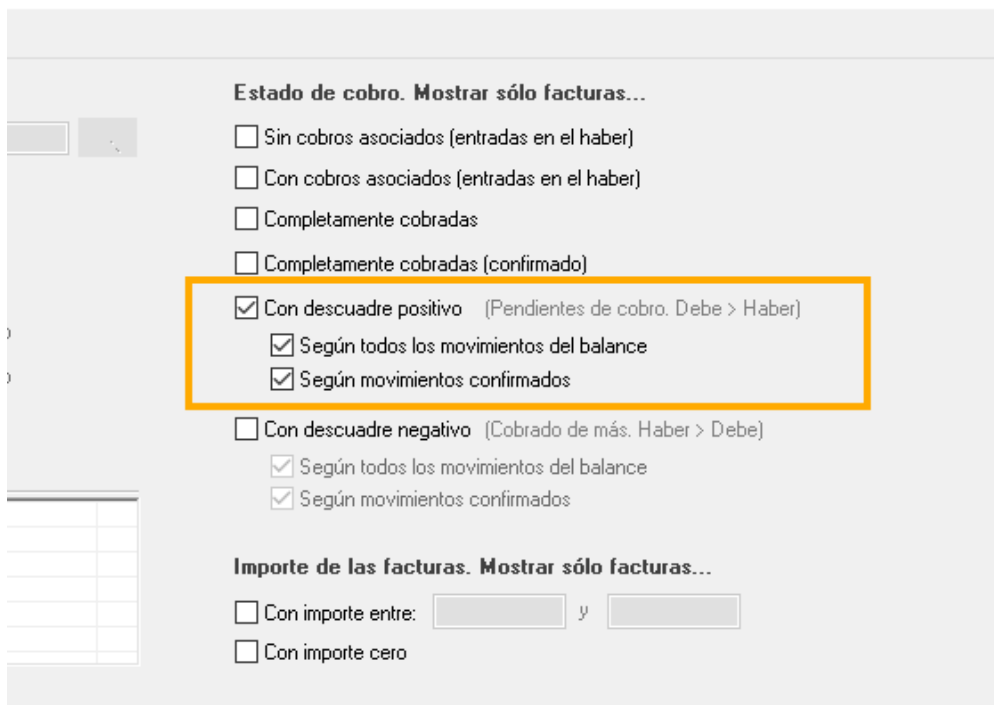 Estado de cobro. Mostrar sólo facturas...
Sin cobros asociados (entradas en el haber)
Con cobros asociados (entradas en el haber)
Completamente cobradas
Completamente cobradas (confirmado)
Con descuadre positivo (Pendientes de cobro. Debe > Haber)
Según todos los movimientos del balance
Según movimientos confirmados
Con descuadre negativo (Cobrado de más. Haber > Debe)
Según todos los movimientos del balance
Según movimientos confirmados
Importe de las facturas. Mostrar sólo facturas...
Con importe entre: y
Con importe cero